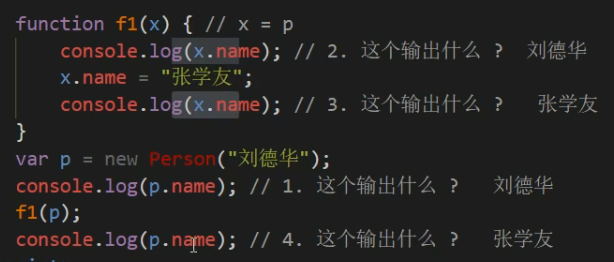 function f1(x) { // x = p
console.log(x.name); // 2. 这个输出什么 ? 刘德华
x.name = "张学友";
console.log(x.name); // 3. 这个输出什么 ? 张学友
}
var p = new Person("刘德华");
console.log(p.name); // 1. 这个输出什么 ? 刘德华
f1(p);
console.log(p.name); // 4. 这个输出什么 ? 张学友